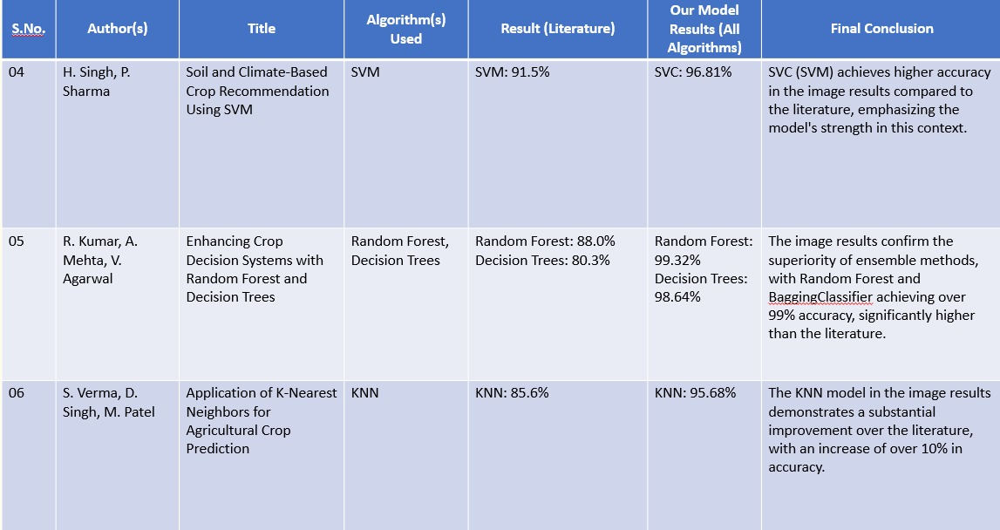 S.No.
Author(s)
Title
Algorithm(s)
Used
Result (Literature)
Our Model
Results (All
Algorithms)
Final Conclusion
04
H. Singh, P.
Sharma
Soil and Climate-Based
Crop Recommendation
Using SVM
SVM
SVM: 91.5%
SVC: 96.81%
SVC (SVM) achieves higher accuracy
in the image results compared to
the literature, emphasizing the
model's strength in this context.
05
R. Kumar, A.
Mehta, V.
Agarwal
Enhancing Crop
Decision Systems with
Random Forest and
Decision Trees
Random Forest,
Decision Trees
Random Forest: 88.0%
Decision Trees: 80.3%
Random Forest:
99.32%
Decision Trees:
98.64%
The image results confirm the
superiority of ensemble methods,
with Random Forest and
BaggingClassifier achieving over
99% accuracy, significantly higher
than the literature.
06
S. Verma, D.
Singh, M. Patel
Application of K-Nearest
Neighbors for
Agricultural Crop
Prediction
KNN
KNN: 85.6%
KNN: 95.68%
The KNN model in the image results
demonstrates a substantial
improvement over the literature,
with an increase of over 10% in
accuracy.